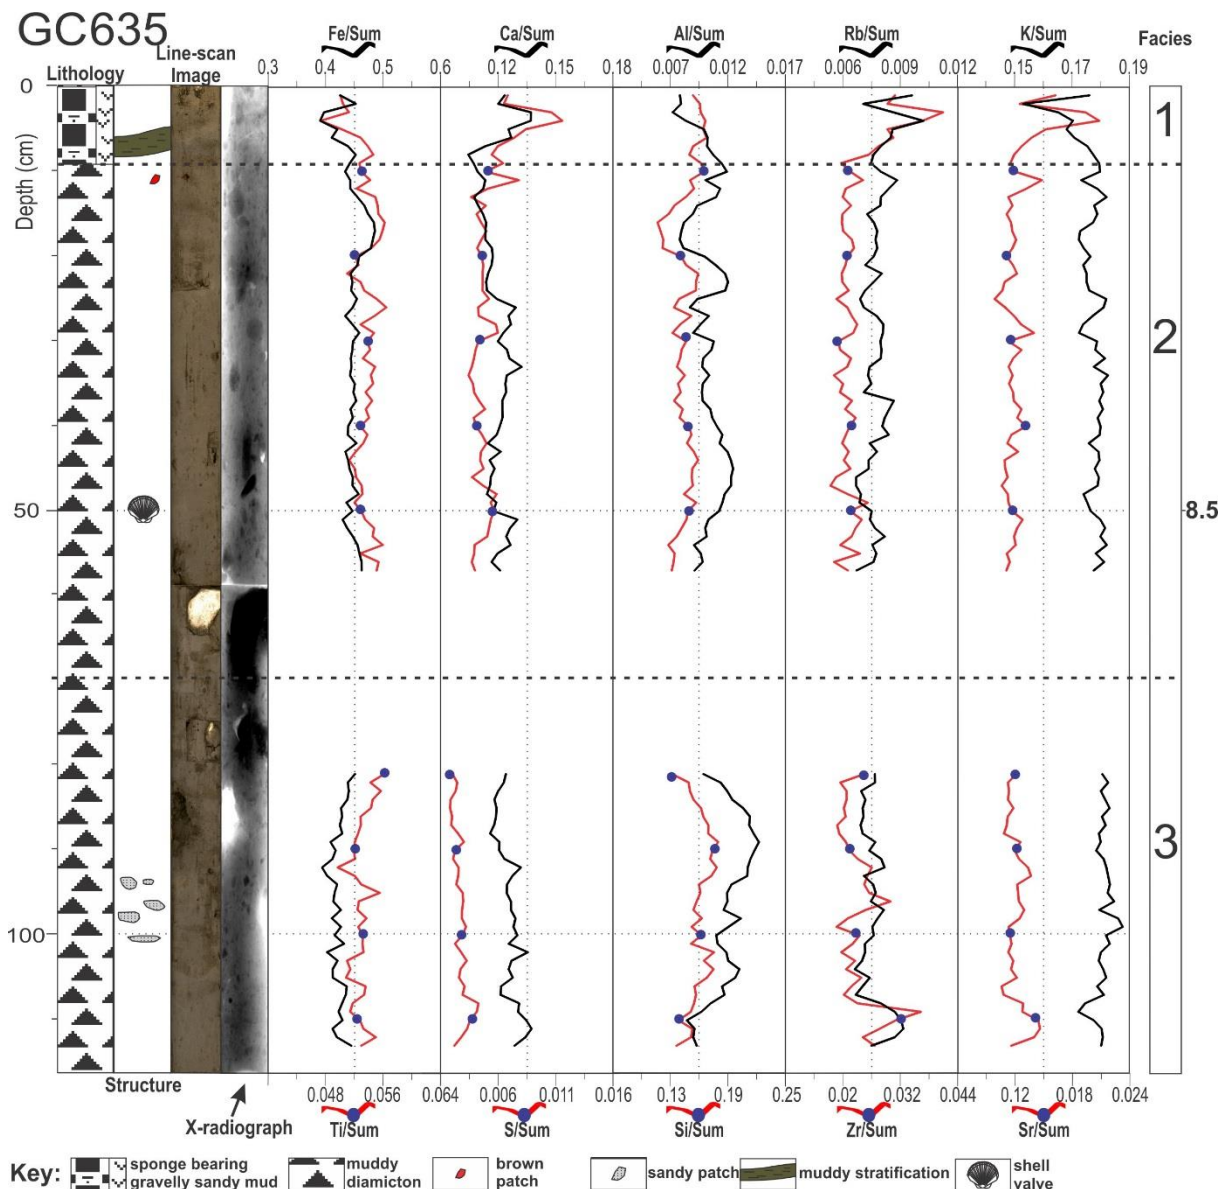 GC635
Line-scan Image
Lithology
Fe/Sum Ca/Sum Al/Sum Rb/Sum K/Sum Facies
0.3 0.4 0.5 0.6 0.12 0.15 0.18 0.007 0.012 0.017 0.006 0.009 0.012 0.15 0.17 0.19
Depth (cm)
0
50
100
1
2
8.5
3
Structure
X-radiograph
0.048 0.056 0.064 0.006 0.011 0.016 0.13 0.19 0.25 0.02 0.032 0.044 0.12 0.018 0.024
Ti/Sum S/Sum Si/Sum Zr/Sum Sr/Sum
Key: sponge bearing gravelly sandy mud
muddy diamicton
brown patch
sandy patch
muddy stratification
shell valve